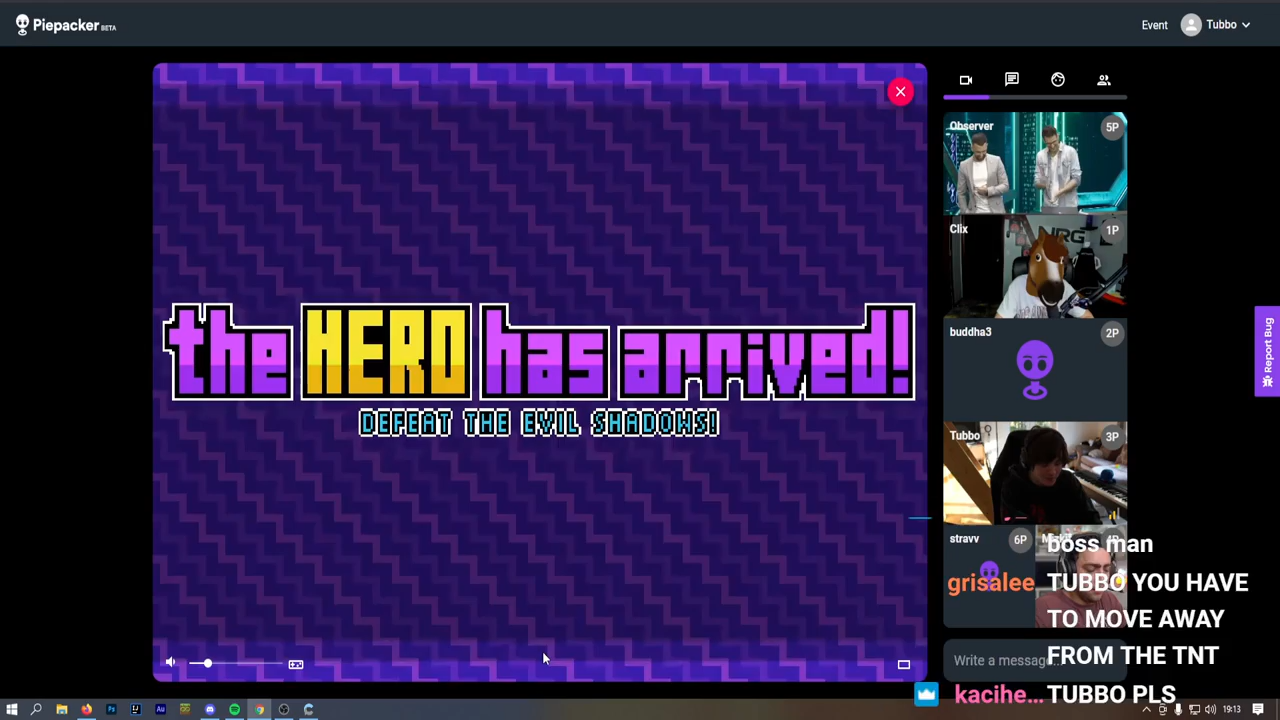 Piepacker BETA
Event
Tubbo
Observer
5P
Clix
1P
NRG
buddha3
2P
the HERO has arrived!
DEFEAT THE EVIL SHADOWS!
Tubbo
3P
stravv
6P
boss man
grisalee
TUBBO YOU HAVE
TO MOVE AWAY
FROM THE TNT
Write a message...
kacihe...
TUBBO PLS
Report Bug
19:13